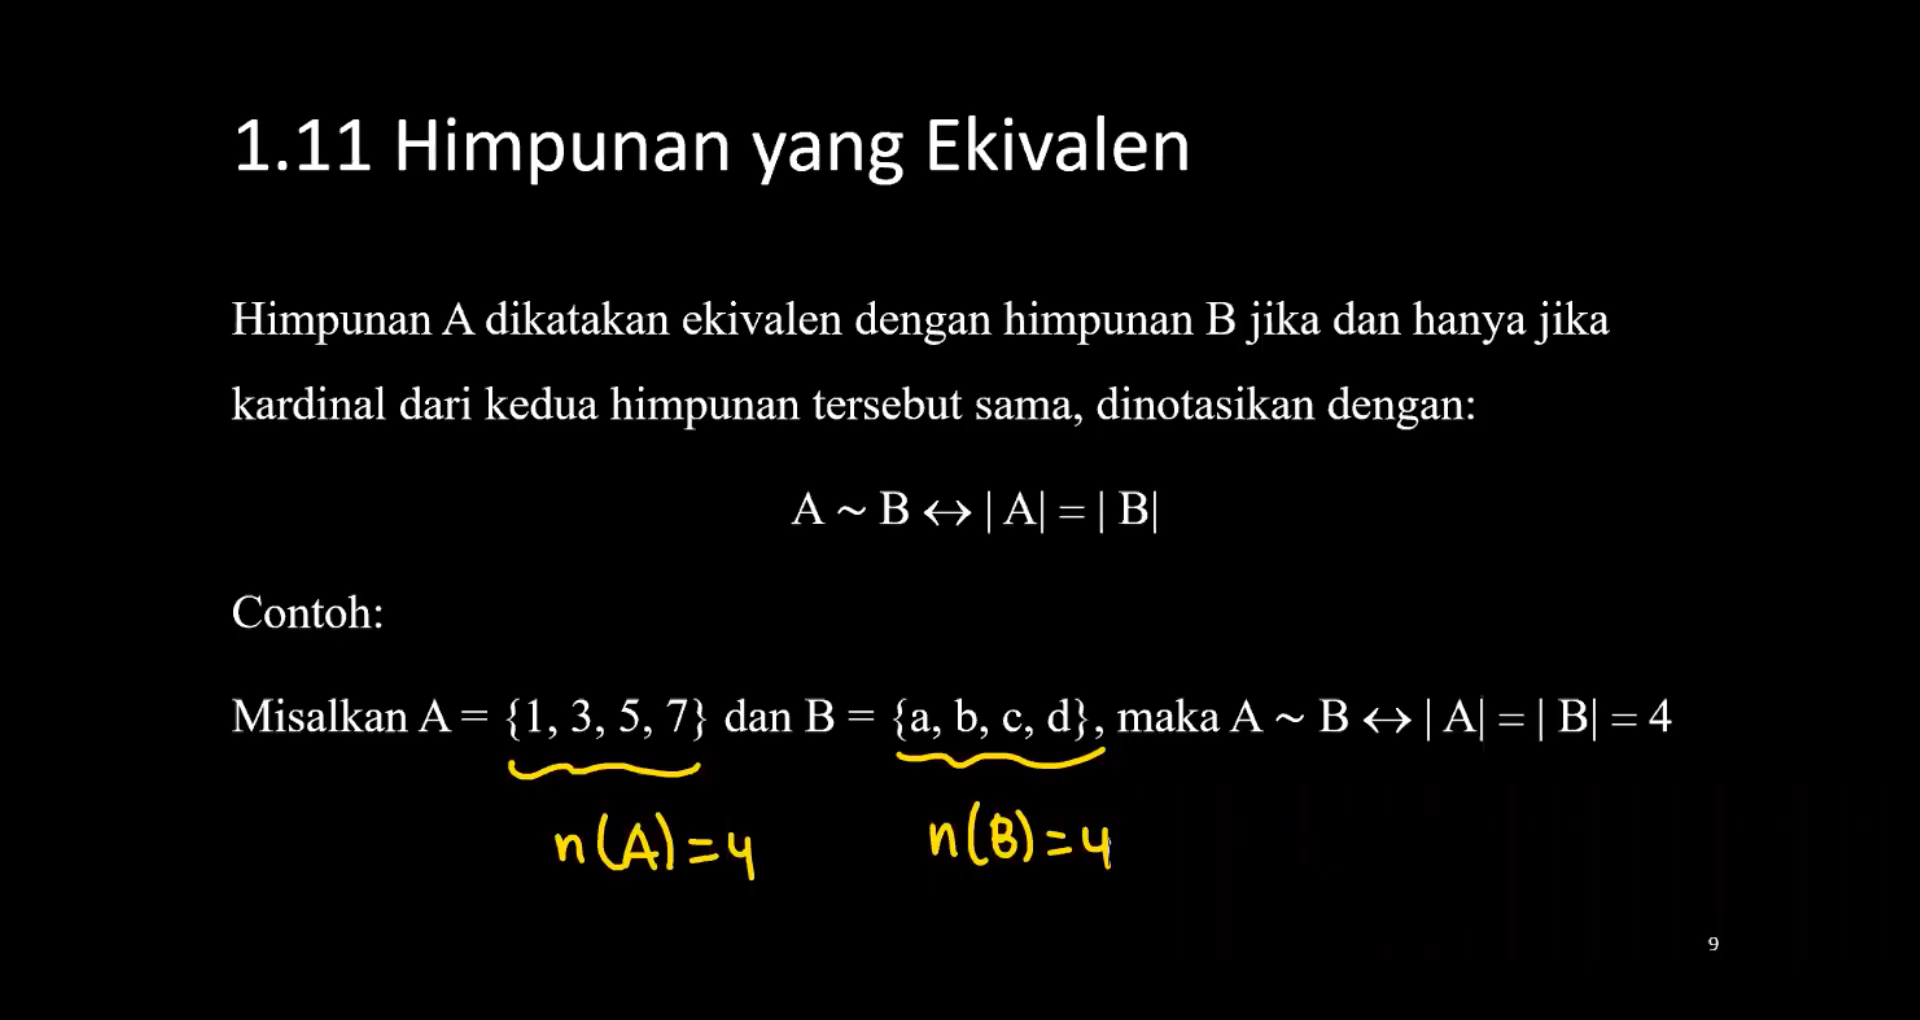 1.11 Himpunan yang Ekivalen
Himpunan A dikatakan ekivalen dengan himpunan B jika dan hanya jika
kardinal dari kedua himpunan tersebut sama, dinotasikan dengan:
A ~ B ↔ | A| = | B|
Contoh:
Misalkan A = {1, 3, 5, 7} dan B = {a, b, c, d}, maka A ~ B ↔ | A| = | B| = 4
n(A) = 4 n(B) = 4
9